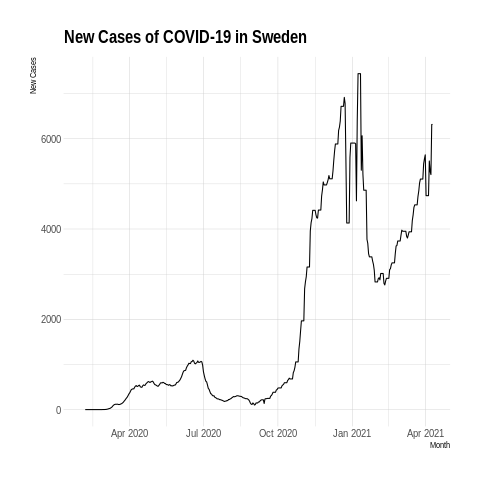 New Cases of COVID-19 in Sweden
New Cases
6000
4000
2000
0
Apr 2020 Jul 2020 Oct 2020 Jan 2021 Apr 2021
Month